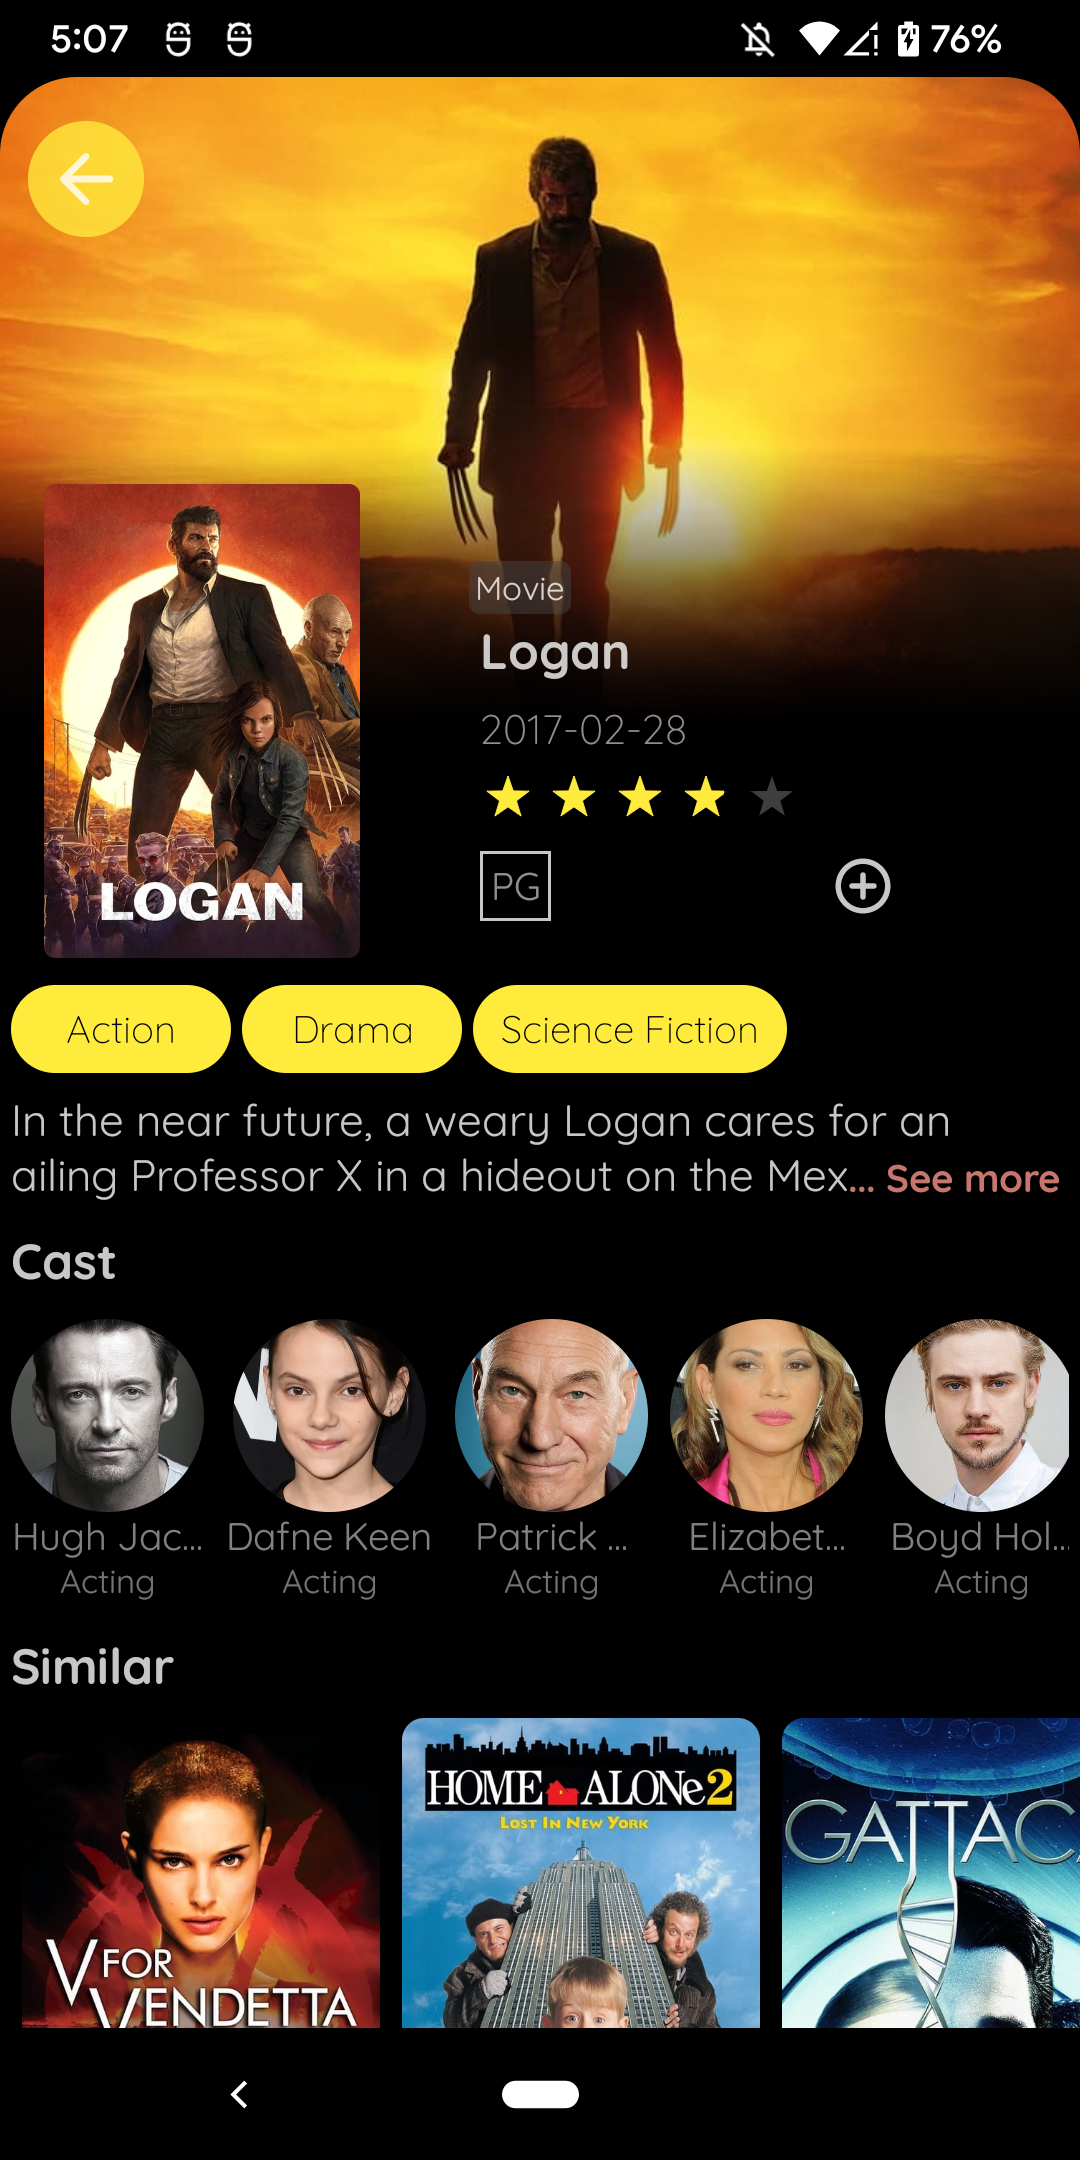 5:07
76%
Movie
Logan
2017-02-28
PG
LOGAN
Action
Drama
Science Fiction
In the near future, a weary Logan cares for an
ailing Professor X in a hideout on the Mex... See more
Cast
Hugh Jac...
Dafne Keen
Patrick ...
Elizabet...
Boyd Hol...
Acting
Acting
Acting
Acting
Acting
Similar
V FOR
VENDETTA
HOME ALONe 2
LOST IN NEW YORK
GATTAC